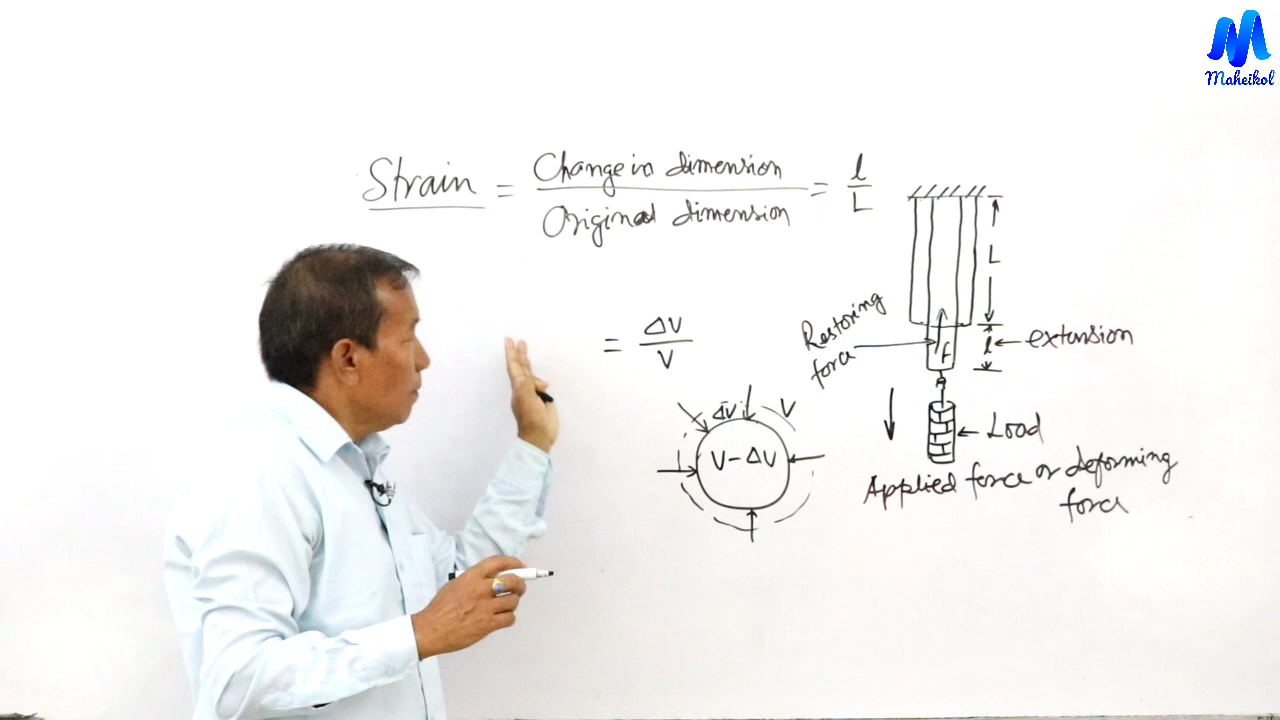 M
Maheikol
Strain = Change in dimension / Original dimension = l / L
= ΔV / V
ΔV V
V - ΔV
L
Restoring
force
f
l ← extension
← Load
Applied force or deforming
force